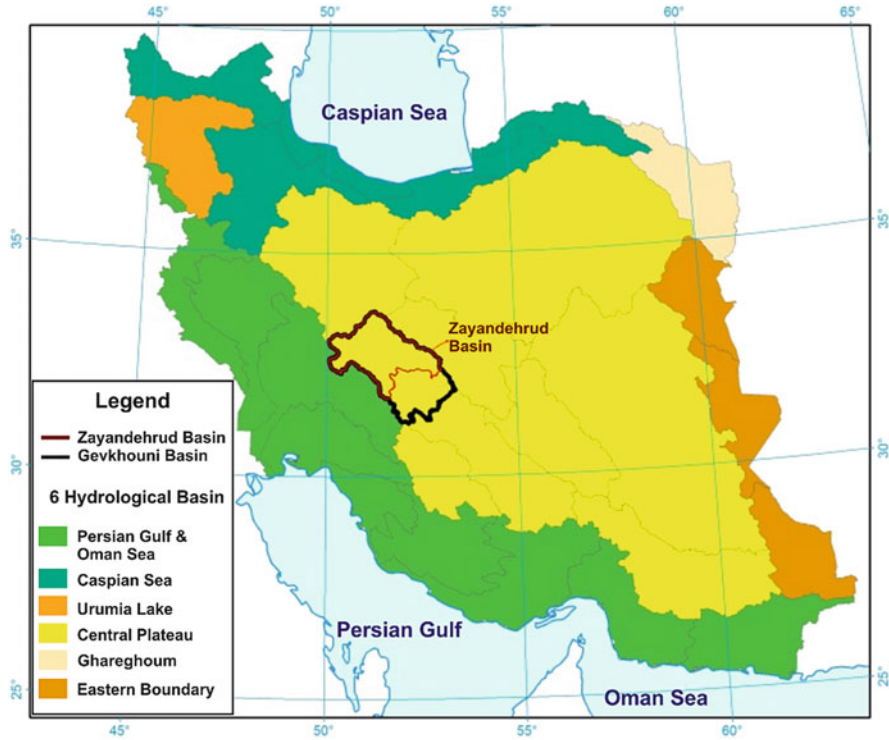 45°
50°
55°
60°
65°
Caspian Sea
35°
35°
Zayandehrud
Basin
Legend
Zayandehrud Basin
Gevkhouni Basin
6 Hydrological Basin
Persian Gulf &
Oman Sea
Caspian Sea
Urumia Lake
Central Plateau
Ghareghoum
Eastern Boundary
30°
30°
Persian Gulf
Oman Sea
25°
25°
45°
50°
55°
60°